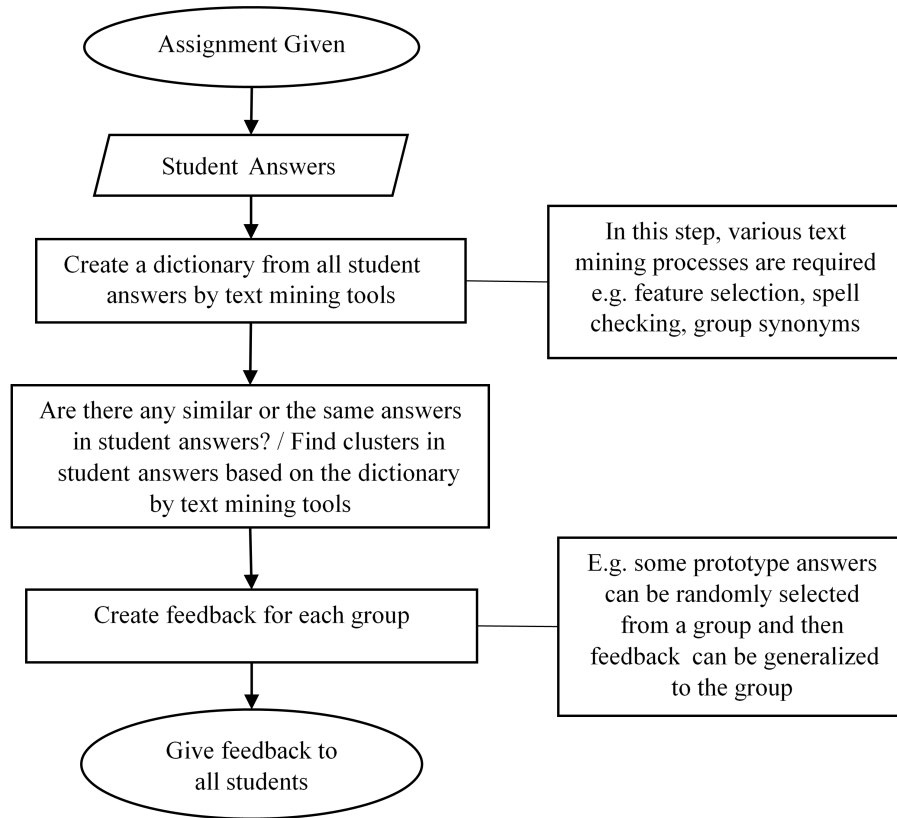 Assignment Given
Student Answers
Create a dictionary from all student
answers by text mining tools
In this step, various text
mining processes are required
e.g. feature selection, spell
checking, group synonyms
Are there any similar or the same answers
in student answers? / Find clusters in
student answers based on the dictionary
by text mining tools
Create feedback for each group
E.g. some prototype answers
can be randomly selected
from a group and then
feedback can be generalized
to the group
Give feedback to
all students